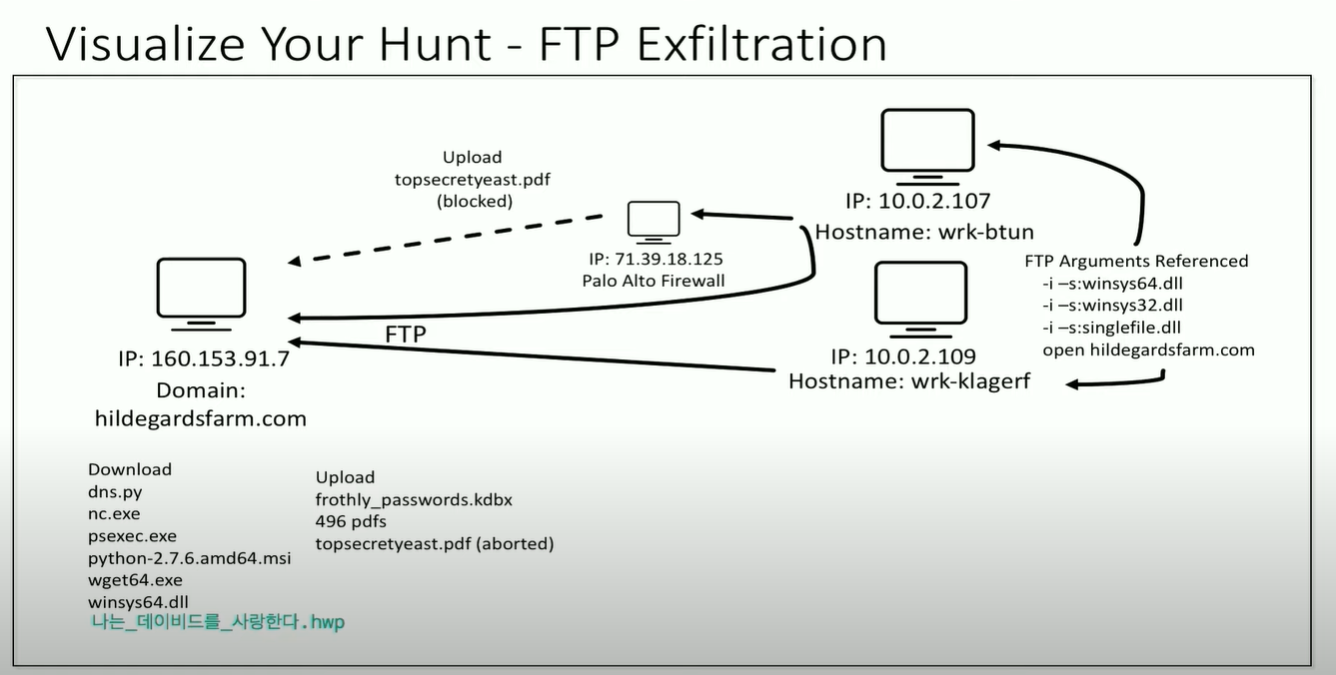 Visualize Your Hunt - FTP Exfiltration
Upload
topsecretyeast.pdf
(blocked)
IP: 71.39.18.125
Palo Alto Firewall
IP: 10.0.2.107
Hostname: wrk-btun
FTP Arguments Referenced
-i –s:winsys64.dll
-i –s:winsys32.dll
-i –s:singlefile.dll
open hildegardsfarm.com
IP: 10.0.2.109
Hostname: wrk-klagerf
FTP
IP: 160.153.91.7
Domain:
hildegardsfarm.com
Download
dns.py
nc.exe
psexec.exe
python-2.7.6.amd64.msi
wget64.exe
winsys64.dll
나는_데이비드를_사랑한다.hwp
Upload
frothly_passwords.kdbx
496 pdfs
topsecretyeast.pdf (aborted)